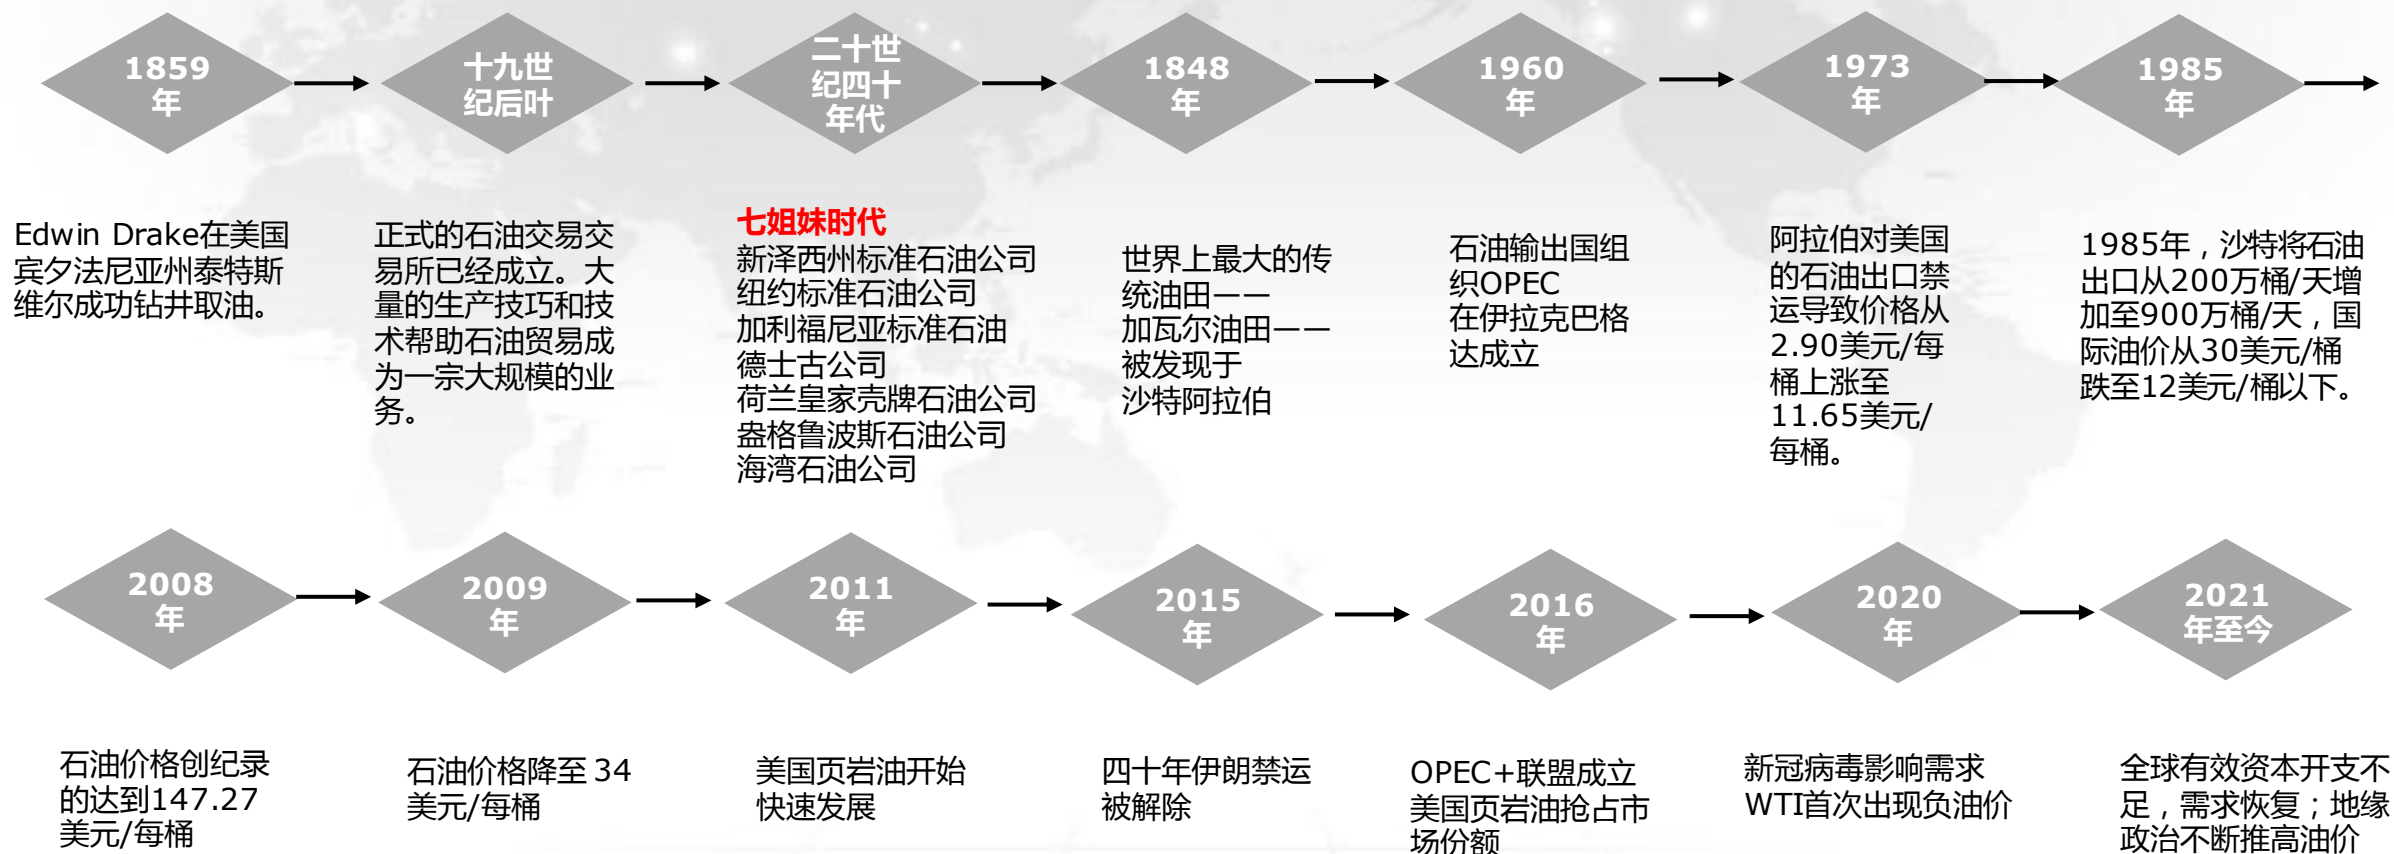 1859
年
十九世
纪后叶
二十世
纪四十
年代
1848
年
1960
年
1973
年
1985
年
Edwin Drake在美国
宾夕法尼亚州泰特斯
维尔成功钻井取油。
正式的石油交易交
易所已经成立。大
量的生产技巧和技
术帮助石油贸易成
为一宗大规模的业
务。
七姐妹时代
新泽西州标准石油公司
纽约标准石油公司
加利福尼亚标准石油
德士古公司
荷兰皇家壳牌石油公司
盎格鲁波斯石油公司
海湾石油公司
世界上最大的传
统油田——
加瓦尔油田——
被发现于
沙特阿拉伯
石油输出国组
织OPEC
在伊拉克巴格
达成立
阿拉伯对美国
的石油出口禁
运导致价格从
2.90美元/每
桶上涨至
11.65美元/
每桶。
1985年，沙特将石油
出口从200万桶/天增
加至900万桶/天，国
际油价从30美元/桶
跌至12美元/桶以下。
2008
年
2009
年
2011
年
2015
年
2016
年
2020
年
2021
年至今
石油价格创纪录
的达到147.27
美元/每桶
石油价格降至 34
美元/每桶
美国页岩油开始
快速发展
四十年伊朗禁运
被解除
OPEC+联盟成立
美国页岩油抢占市
场份额
新冠病毒影响需求
WTI首次出现负油价
全球有效资本开支不
足，需求恢复；地缘
政治不断推高油价